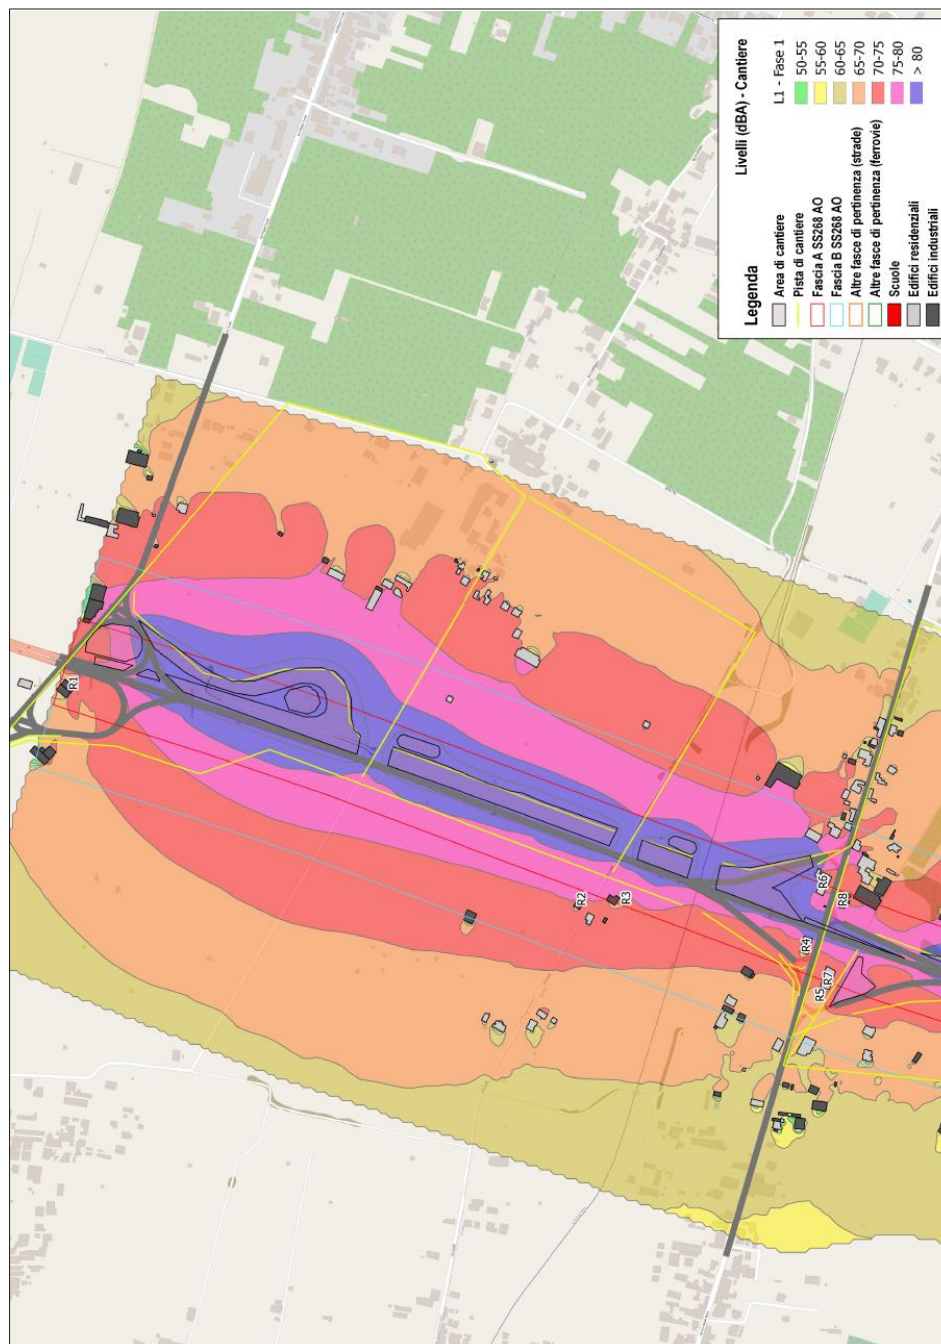 Legenda
Area di cantiere
Pista di cantiere
Fascia A SS268 AO
Fascia B SS268 AO
Altre fasce di pertinenza (strade)
Altre fasce di pertinenza (ferrovie)
Scuole
Edifici residenziali
Edifici industriali
Livelli (dBA) - Cantiere
L1 - Fase 1
50-55
55-60
60-65
65-70
70-75
75-80
> 80
R1
R2
R3
R4
R5
R7
R6
R8